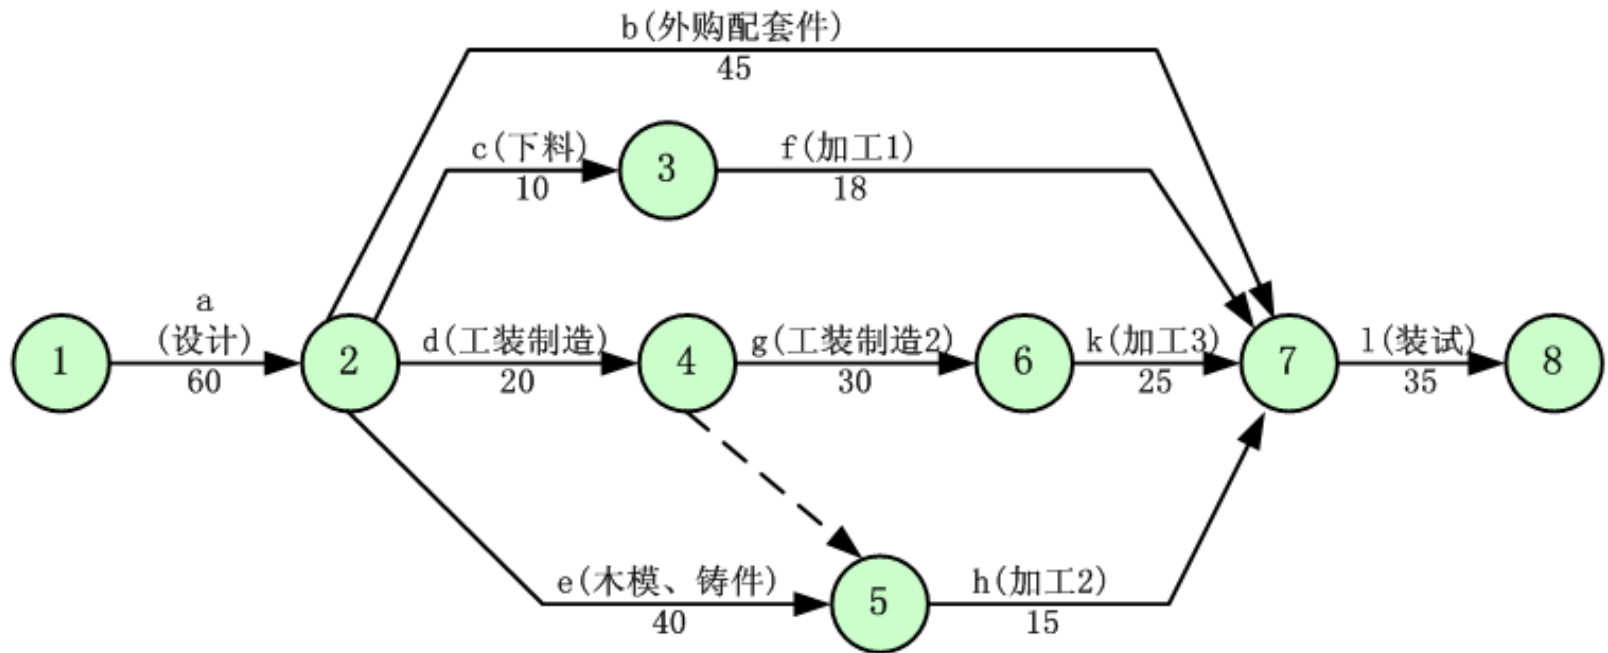 b(外购配套件)
45
c(下料)
10
3
f(加工1)
18
1
a
(设计)
60
2
d(工装制造)
20
4
g(工装制造2)
30
6
k(加工3)
25
7
l(装试)
35
8
e(木模、铸件)
40
5
h(加工2)
15